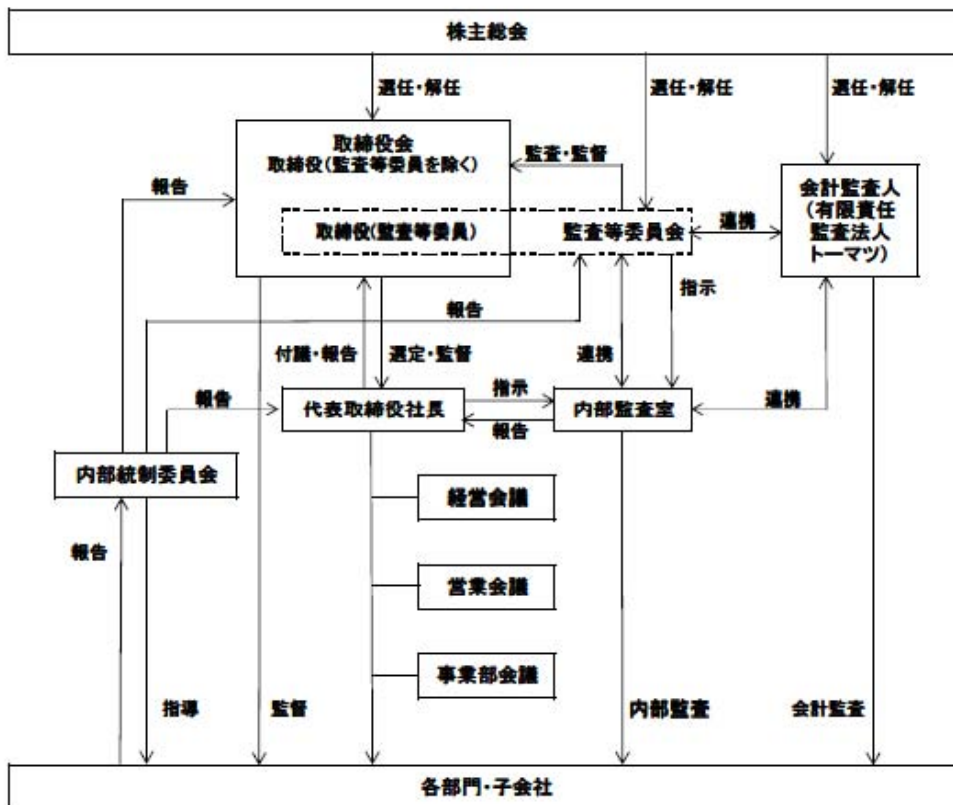 株主総会
選任・解任
選任・解任
選任・解任
取締役会
取締役(監査等委員を除く)
監査・監督
会計監査人
(有限責任
監査法人
トーマツ)
報告
取締役(監査等委員)
監査等委員会
連携
指示
報告
付議・報告
選定・監督
連携
報告
代表取締役社長
指示
報告
内部監査室
連携
内部統制委員会
経営会議
報告
営業会議
事業部会議
指導
監督
内部監査
会計監査
各部門・子会社